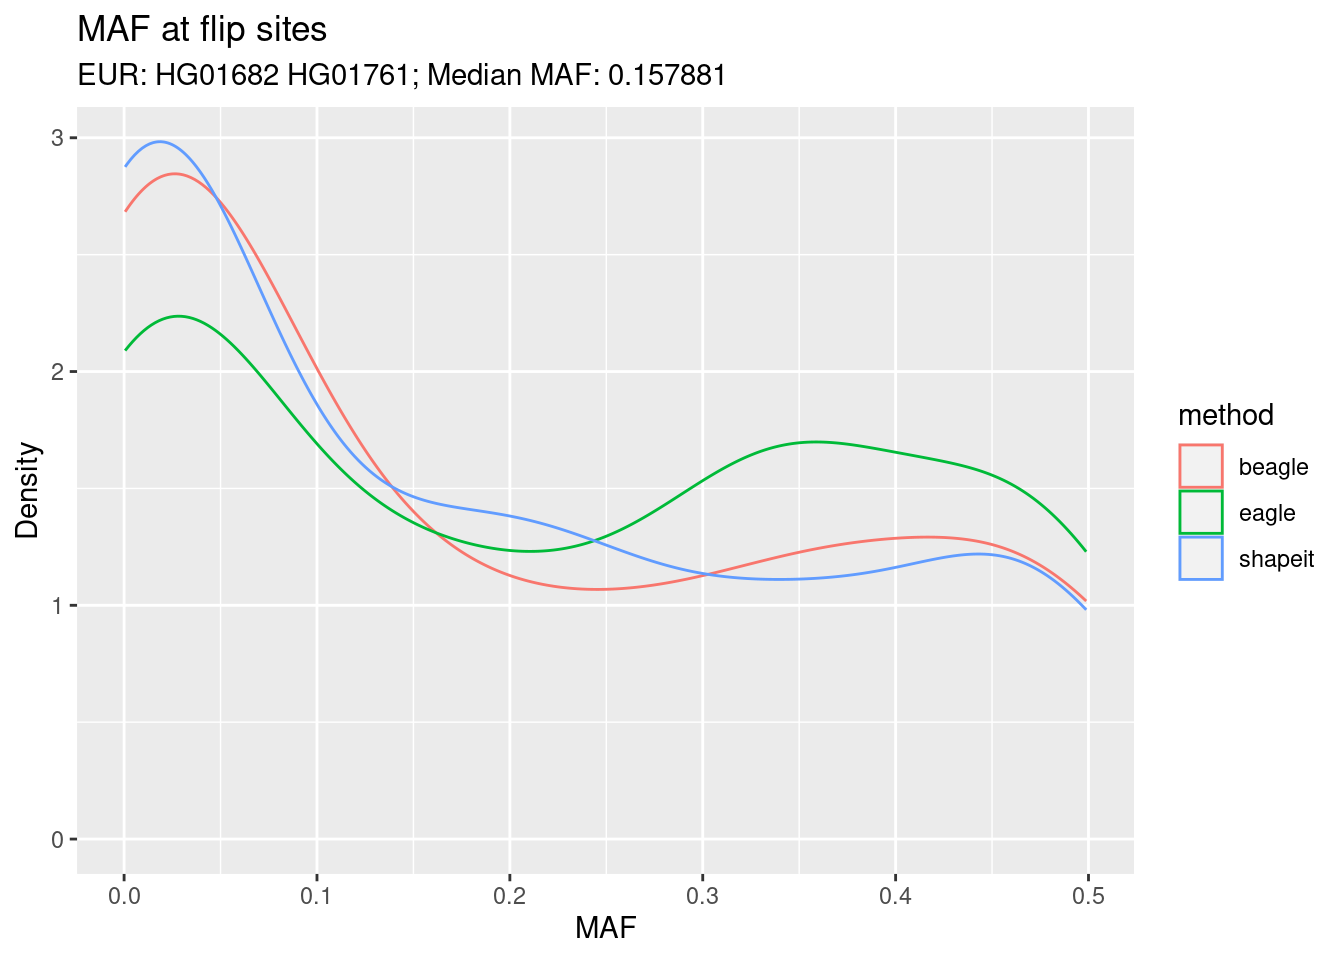 MAF at flip sites
EUR: HG01682 HG01761; Median MAF: 0.157881
Density
3
2
1
0
0.0 0.1 0.2 0.3 0.4 0.5
MAF
method
beagle
eagle
shapeit